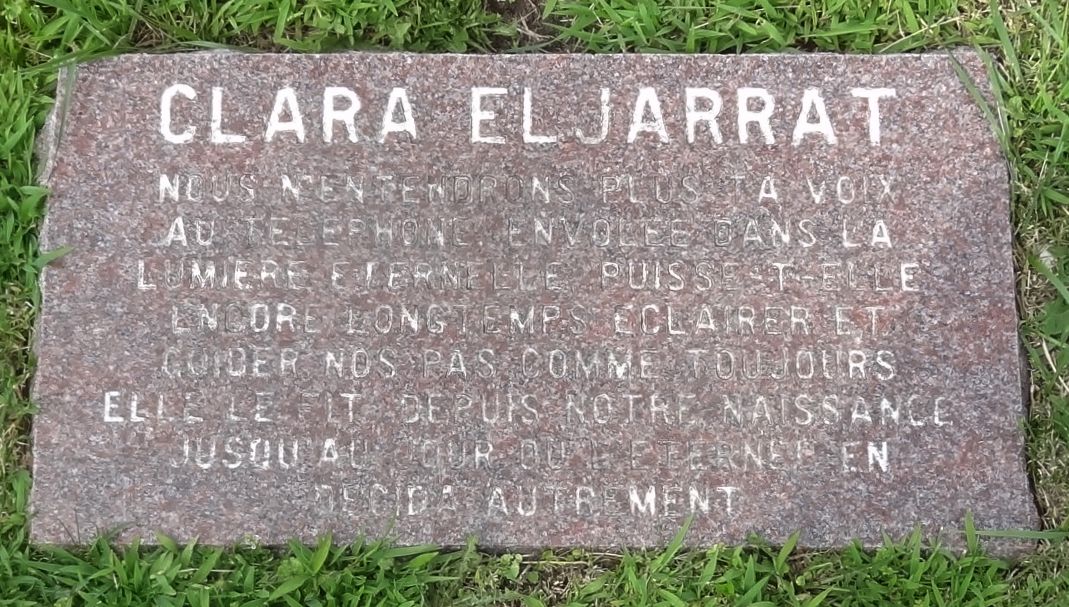 CLARA ELJARRAT
NOUS N'ENTENDRONS PLUS TA VOIX
AU TELEPHONE, ENVOLEE DANS LA
LUMIERE ETERNELLE, PUISSE-T-ELLE
ENCORE LONGTEMPS ECLAIRER ET
GUIDER NOS PAS COMME TOUJOURS
ELLE LE FIT, DEPUIS NOTRE NAISSANCE
JUSQU'AU JOUR OU L'ETERNEL EN
DECIDA AUTREMENT